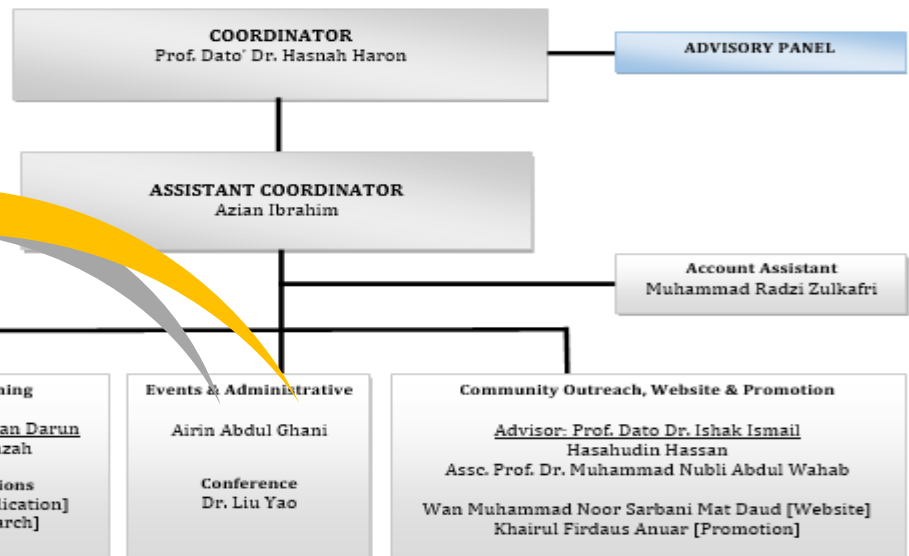 COORDINATOR
Prof. Dato' Dr. Hasnah Haron
ADVISORY PANEL
ASSISTANT COORDINATOR
Azian Ibrahim
Account Assistant
Muhammad Radzi Zulkafri
Events & Administrative
Airin Abdul Ghani
Conference
Dr. Liu Yao
Community Outreach, Website & Promotion
Advisor: Prof. Dato Dr. Ishak Ismail
Hasahudin Hassan
Assc. Prof. Dr. Muhammad Nubli Abdul Wahab
Wan Muhammad Noor Sarbani Mat Daud [Website]
Khairul Firdaus Anuar [Promotion]
Darun